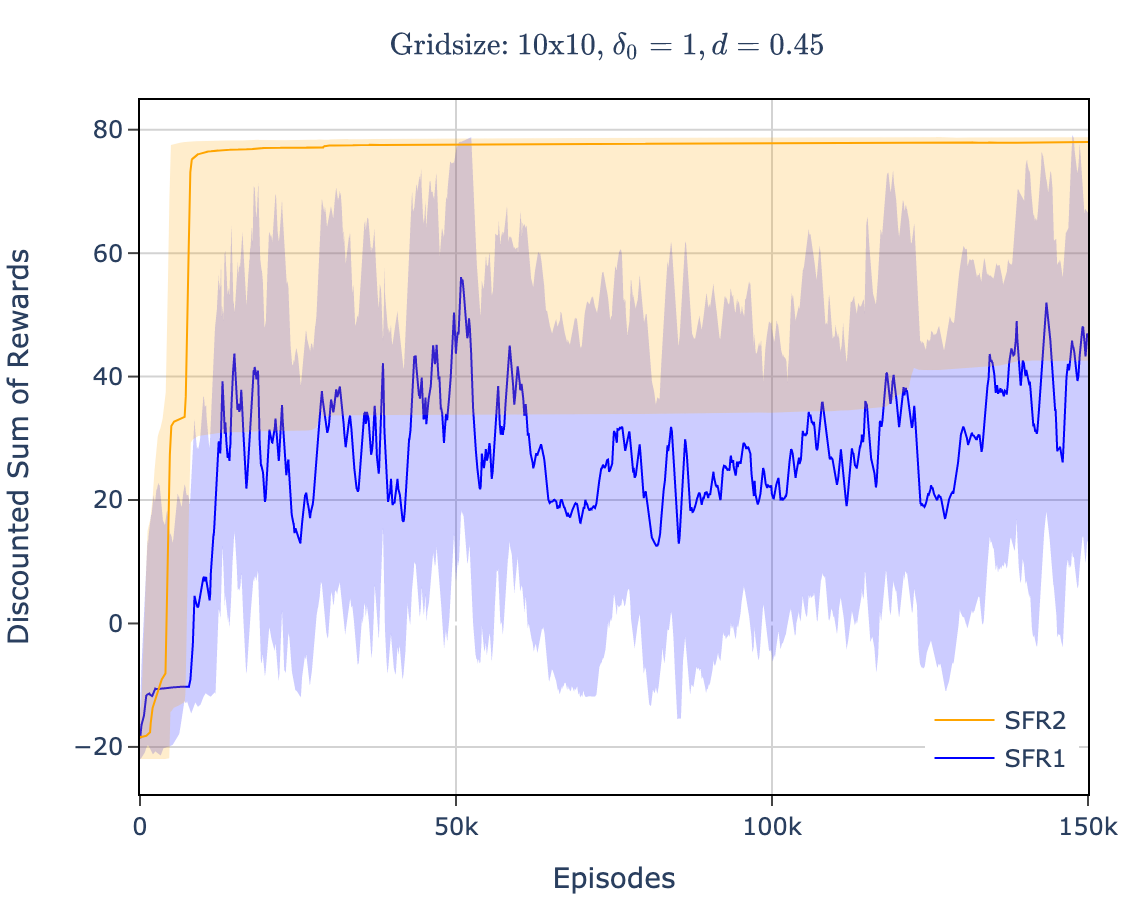 Gridsize: 10x10, δ₀ = 1, d = 0.45
Discounted Sum of Rewards
80
60
40
20
0
−20
SFR2
SFR1
0
50k
100k
150k
Episodes